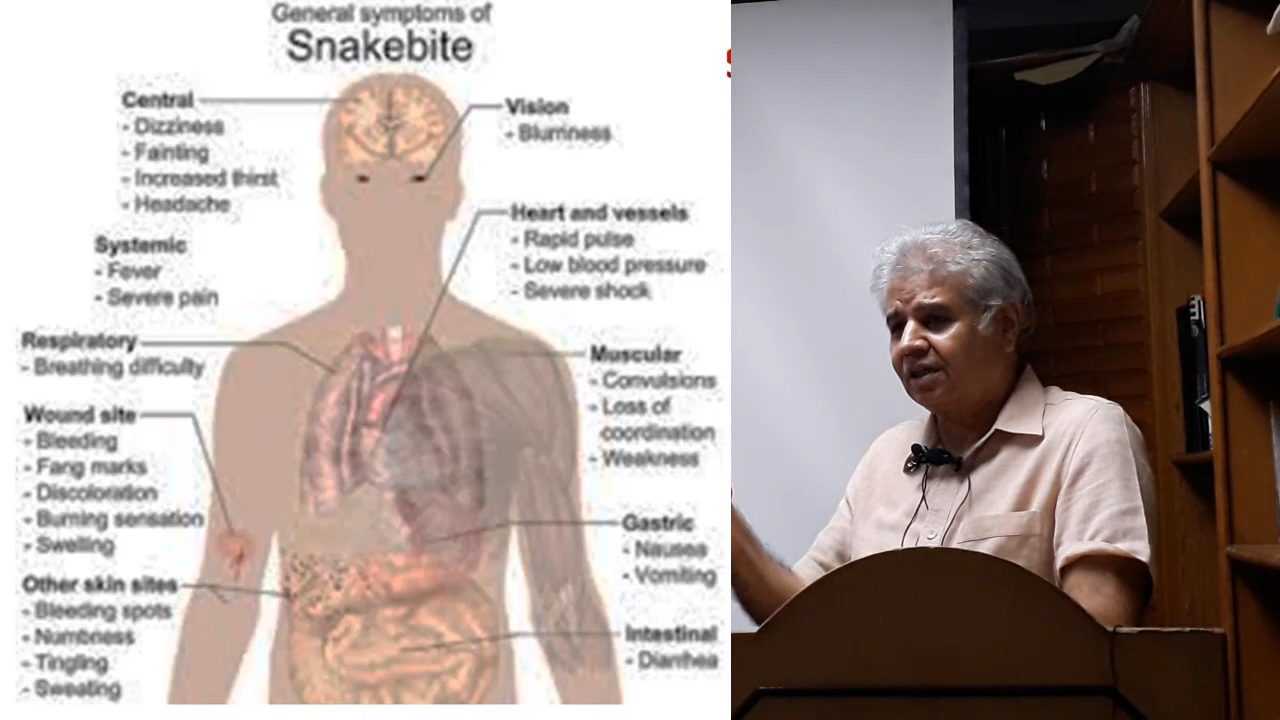 General symptoms of
Snakebite
Central
- Dizziness
- Fainting
- Increased thirst
- Headache
Vision
- Blurriness
Systemic
- Fever
- Severe pain
Heart and vessels
- Rapid pulse
- Low blood pressure
- Severe shock
Respiratory
- Breathing difficulty
Muscular
- Convulsions
- Loss of
coordination
- Weakness
Wound site
- Bleeding
- Fang marks
- Discoloration
- Burning sensation
- Swelling
Gastric
- Nausea
- Vomiting
Other skin sites
- Bleeding spots
- Numbness
- Tingling
- Sweating
Intestinal
- Diarrhea